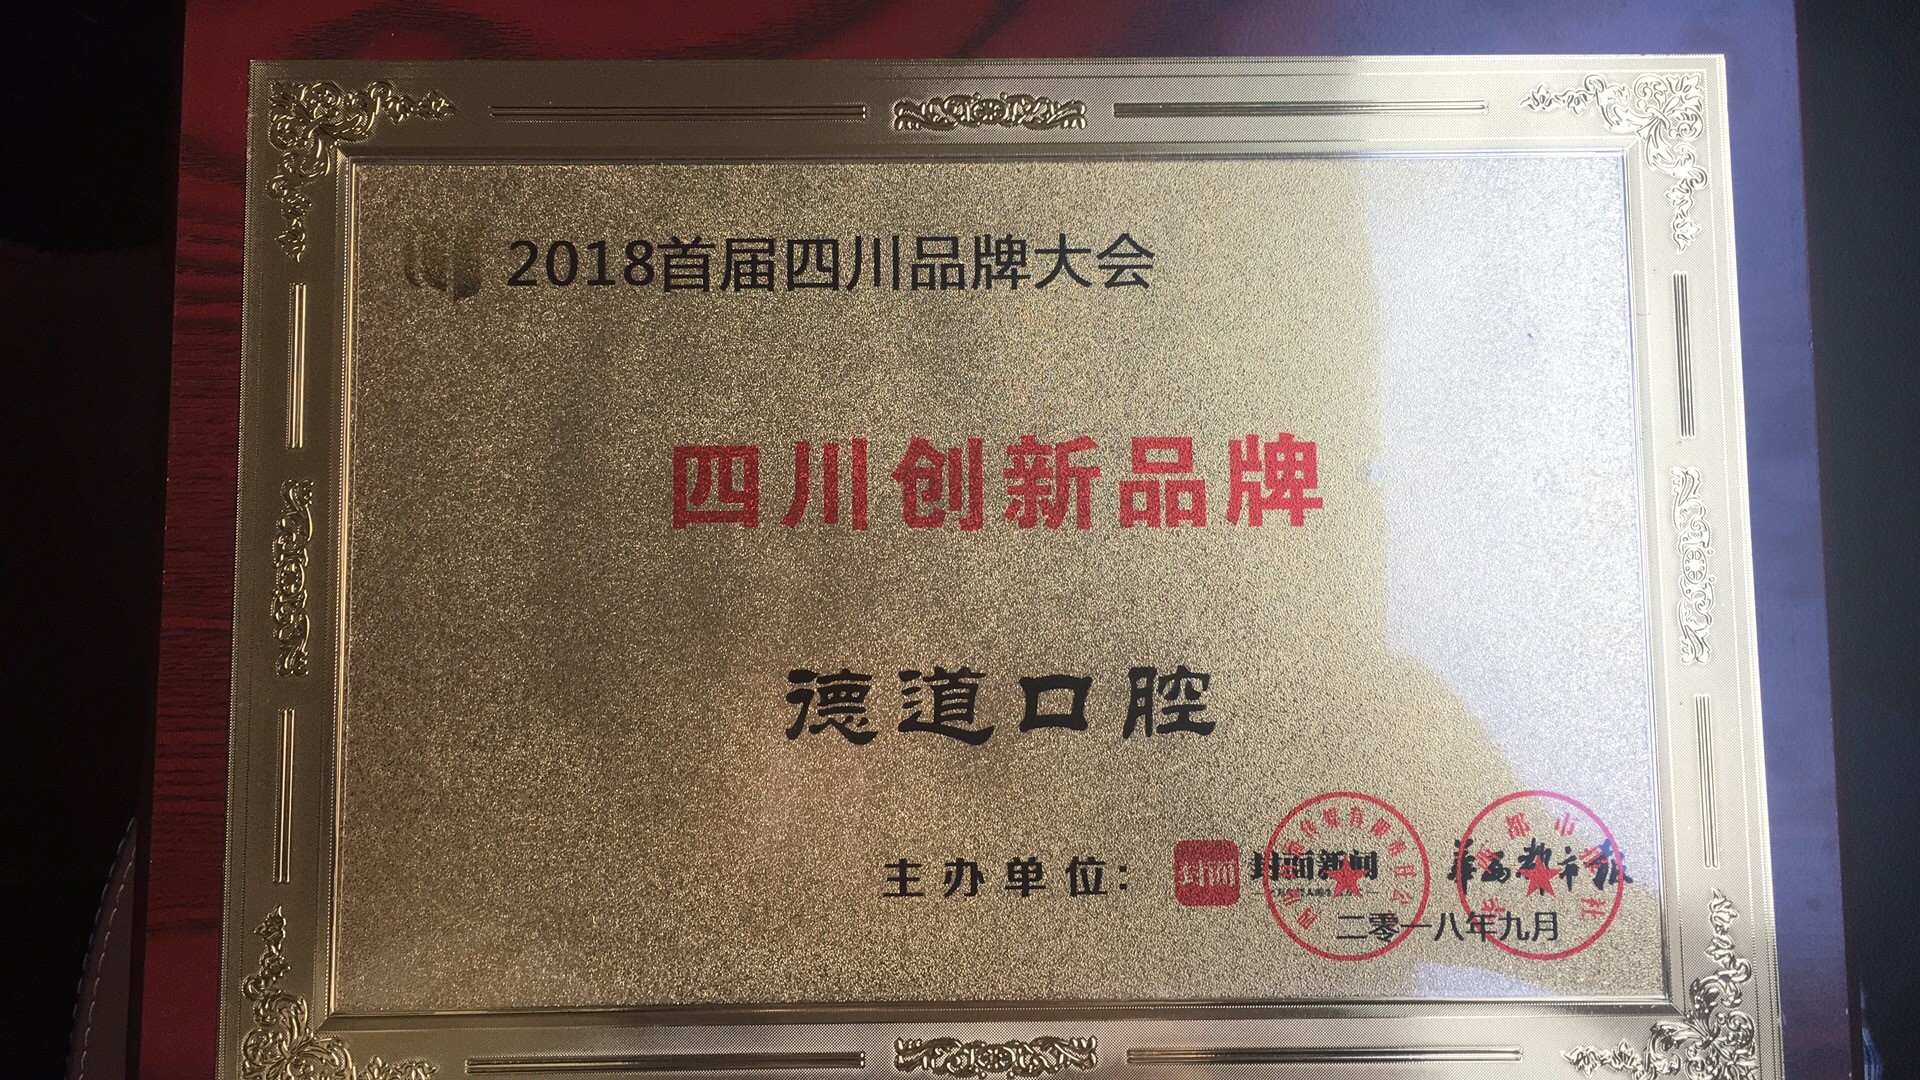 2018首届四川品牌大会
四川创新品牌
德道口腔
主办单位: 封面 封面新闻 华西都市报
二零一八年九月